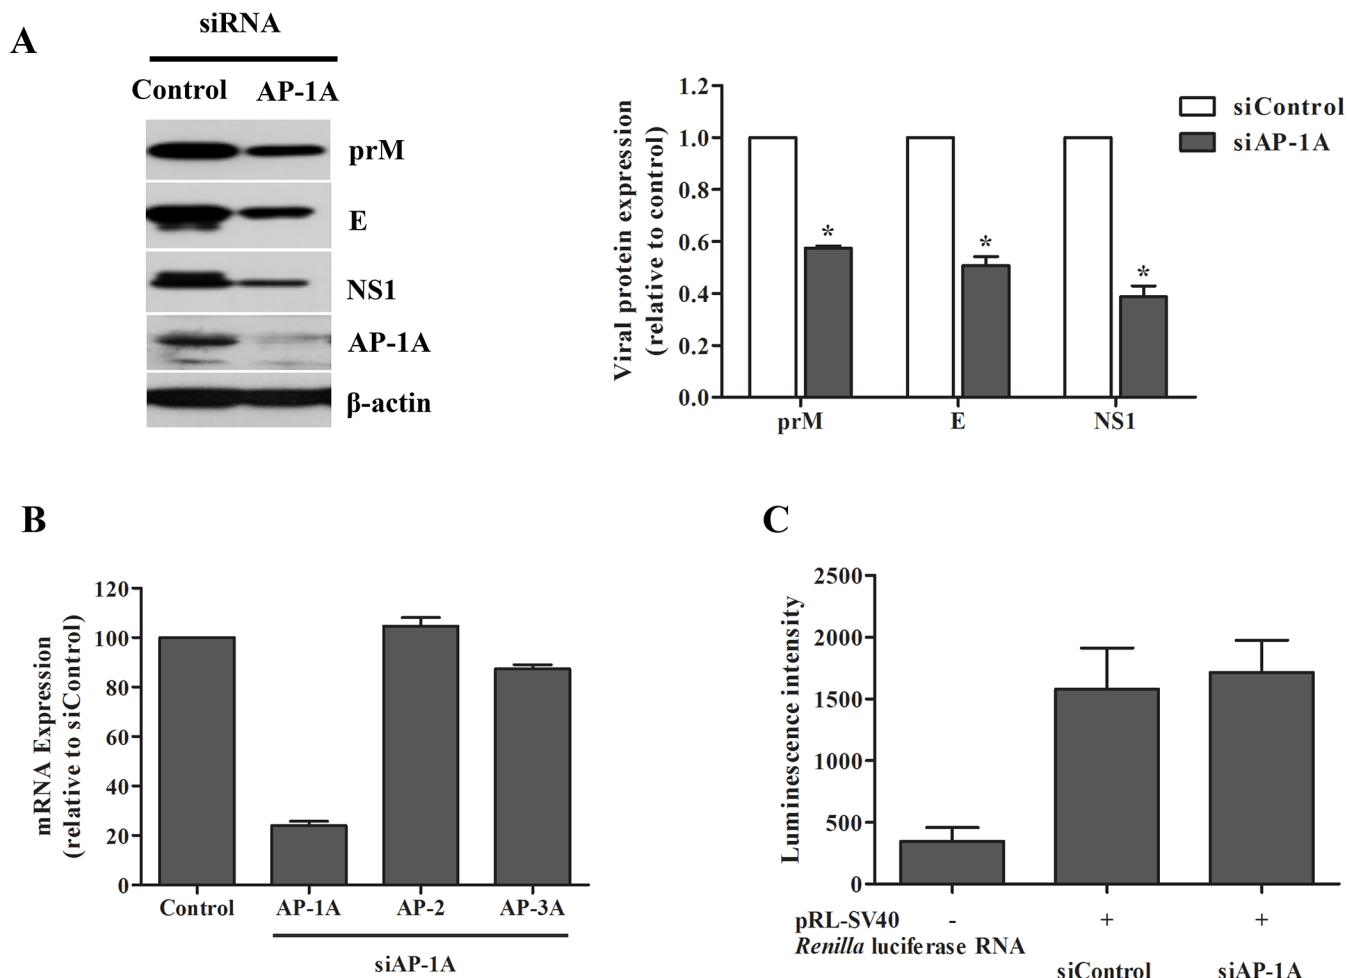 A
siRNA
Control AP-1A
prM
E
NS1
AP-1A
β-actin
Viral protein expression
(relative to control)
1.2
1.0
0.8
0.6
0.4
0.2
0.0
*
*
*
prM E NS1
siControl
siAP-1A
B
mRNA Expression
(relative to siControl)
120
100
80
60
40
20
0
Control AP-1A AP-2 AP-3A
siAP-1A
C
Luminescence intensity
2500
2000
1500
1000
500
0
pRL-SV40 - + +
Renilla luciferase RNA
siControl siAP-1A